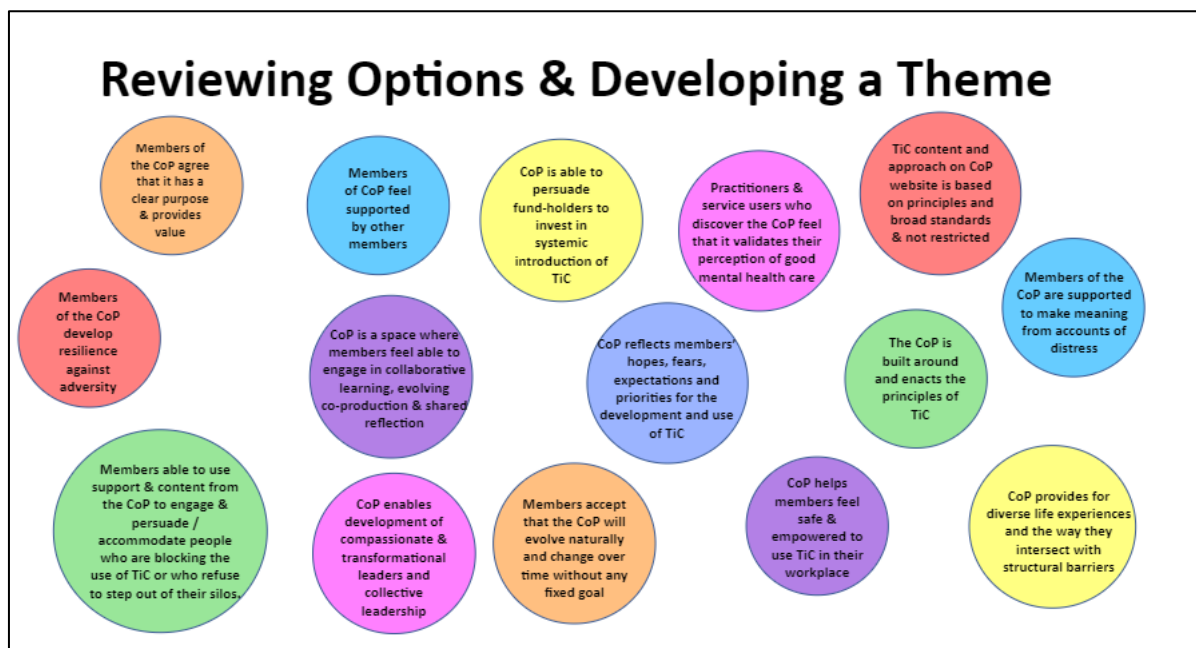 Reviewing Options & Developing a Theme
Members of
the CoP agree
that it has a
clear purpose
& provides
value
Members
of CoP feel
supported
by other
members
CoP is able to
persuade
fund-holders to
invest in
systemic
introduction of
TiC
Practitioners &
service users who
discover the CoP feel
that it validates their
perception of good
mental health care
TiC content and
approach on CoP
website is based
on principles and
broad standards
& not restricted
Members
of the CoP
develop
resilience
against
adversity
CoP is a space where
members feel able to
engage in collaborative
learning, evolving
co-production & shared
reflection
CoP reflects members'
hopes, fears,
expectations and
priorities for the
development and use
of TiC
The CoP is
built around
and enacts the
principles of
TiC
Members of the
CoP are supported
to make meaning
from accounts of
distress
Members able to use
support & content from
the CoP to engage &
persuade /
accommodate people
who are blocking the
use of TiC or who refuse
to step out of their silos.
CoP enables
development of
compassionate &
transformational
leaders and
collective
leadership
Members accept
that the CoP will
evolve naturally
and change over
time without any
fixed goal
CoP helps
members feel
safe &
empowered to
use TiC in their
workplace
CoP provides for
diverse life experiences
and the way they
intersect with
structural barriers